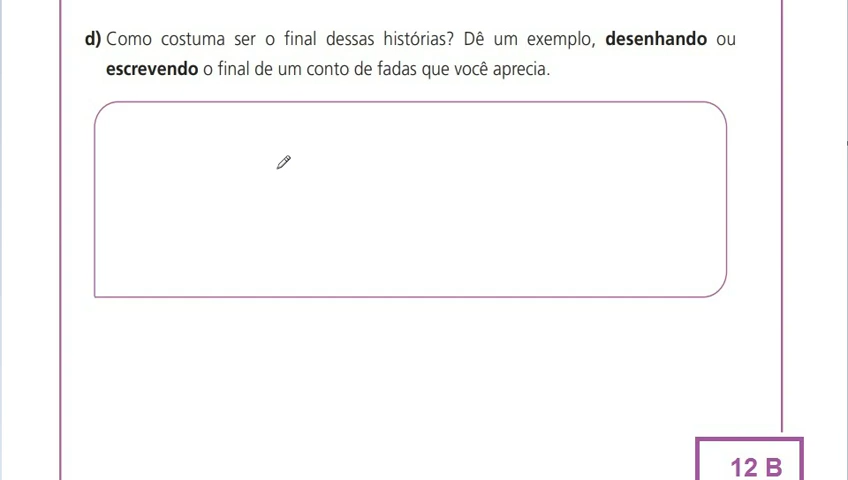 d) Como costuma ser o final dessas histórias? Dê um exemplo, desenhando ou
escrevendo o final de um conto de fadas que você aprecia.
12 B